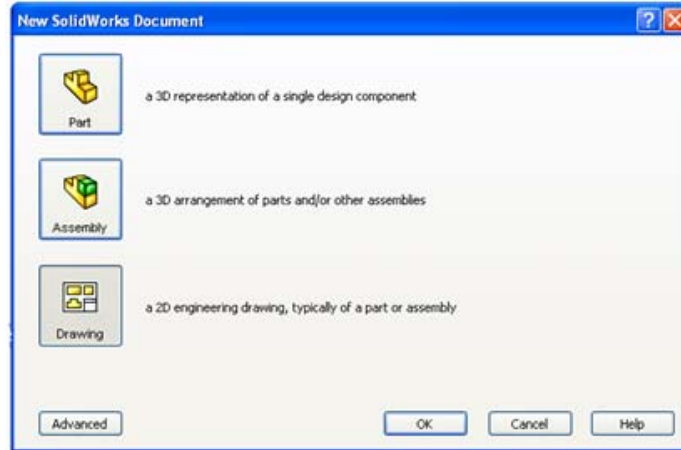 New SolidWorks Document
Part
a 3D representation of a single design component
Assembly
a 3D arrangement of parts and/or other assemblies
Drawing
a 2D engineering drawing, typically of a part or assembly
Advanced
OK
Cancel
Help